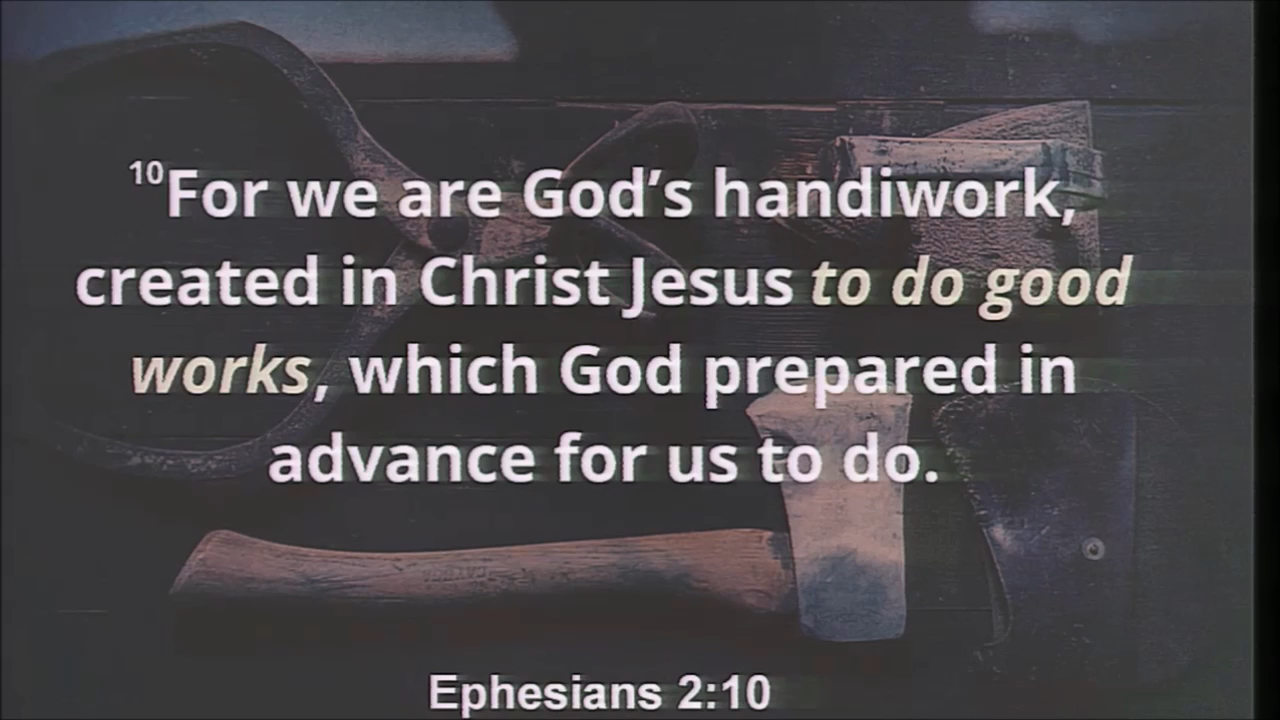 ¹⁰For we are God’s handiwork,
created in Christ Jesus to do good
works, which God prepared in
advance for us to do.
Ephesians 2:10